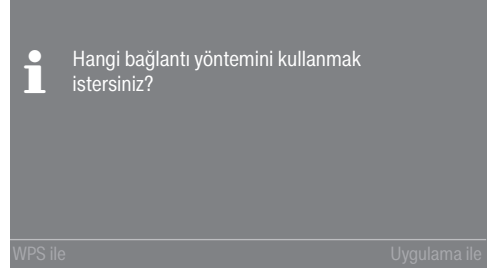 Hangi bağlantı yöntemini kullanmak
istersiniz?
WPS ile
Uygulama ile